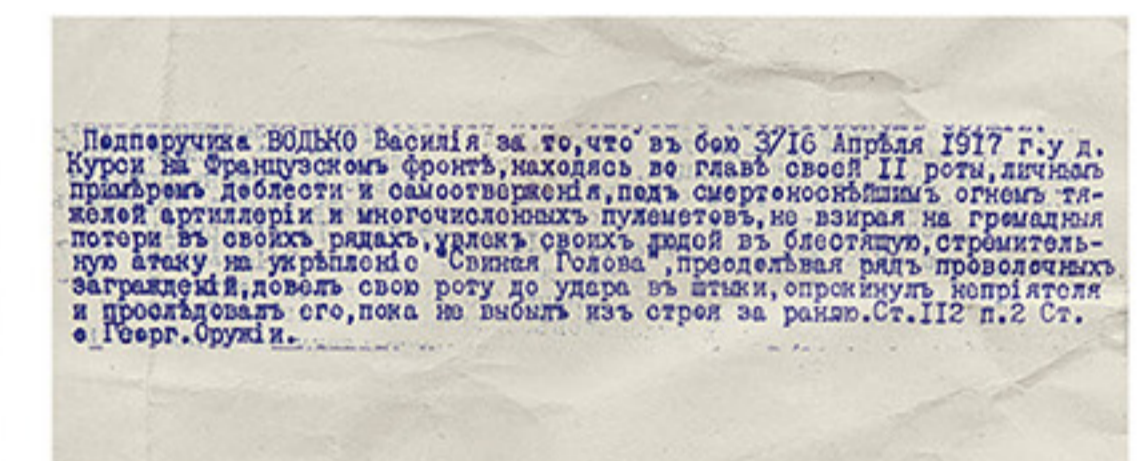 Подпоручика ВОДЬКО Василія за то,что въ бою 3/16 Апрѣля 1917 г.у д.
Курси на Французскомъ фронтѣ,находясь во главѣ своей II роты,личнымъ
примѣромъ доблести и самоотверженія,подъ смертоноснѣйшимъ огнемъ тя-
желой артиллеріи и многочисленныхъ пулеметовъ,не взирая на громадныя
потери въ своихъ рядахъ,увлекъ своихъ людей въ блестящую,стремитель-
ную атаку на укрѣпленіе "Свиная Голова",преодолѣвая рядъ проволочныхъ
загражденій,довелъ свою роту до удара въ штыки,опрокинулъ непріятеля
и прослѣдовалъ его,пока не выбылъ изъ строя за раною.Ст.II2 п.2 Ст.
о Георг.Оружіи.